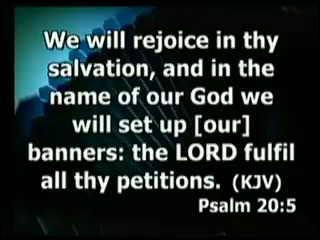 We will rejoice in thy
salvation, and in the
name of our God we
will set up [our]
banners: the LORD fulfil
all thy petitions. (KJV)
Psalm 20:5